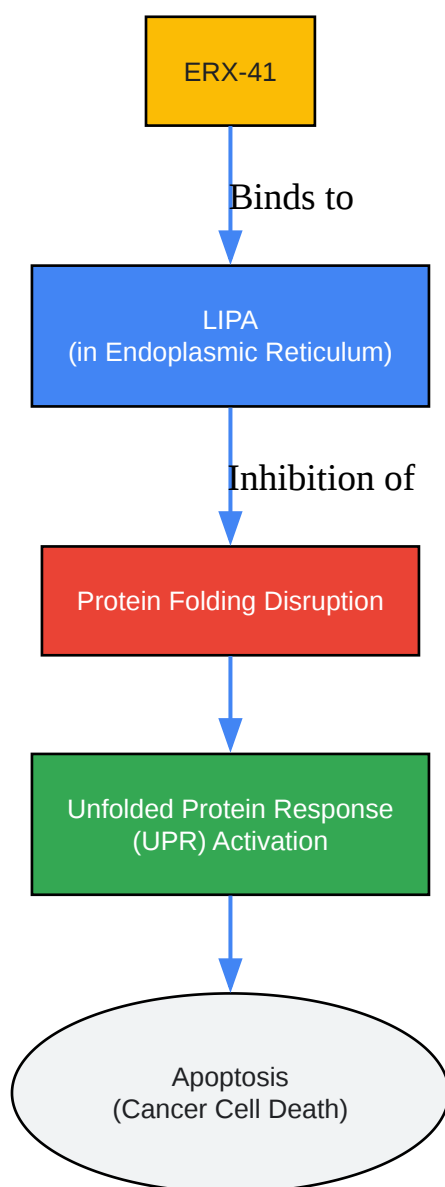 ERX-41
Binds to
LIPA
(in Endoplasmic Reticulum)
Inhibition of
Protein Folding Disruption
Unfolded Protein Response
(UPR) Activation
Apoptosis
(Cancer Cell Death)